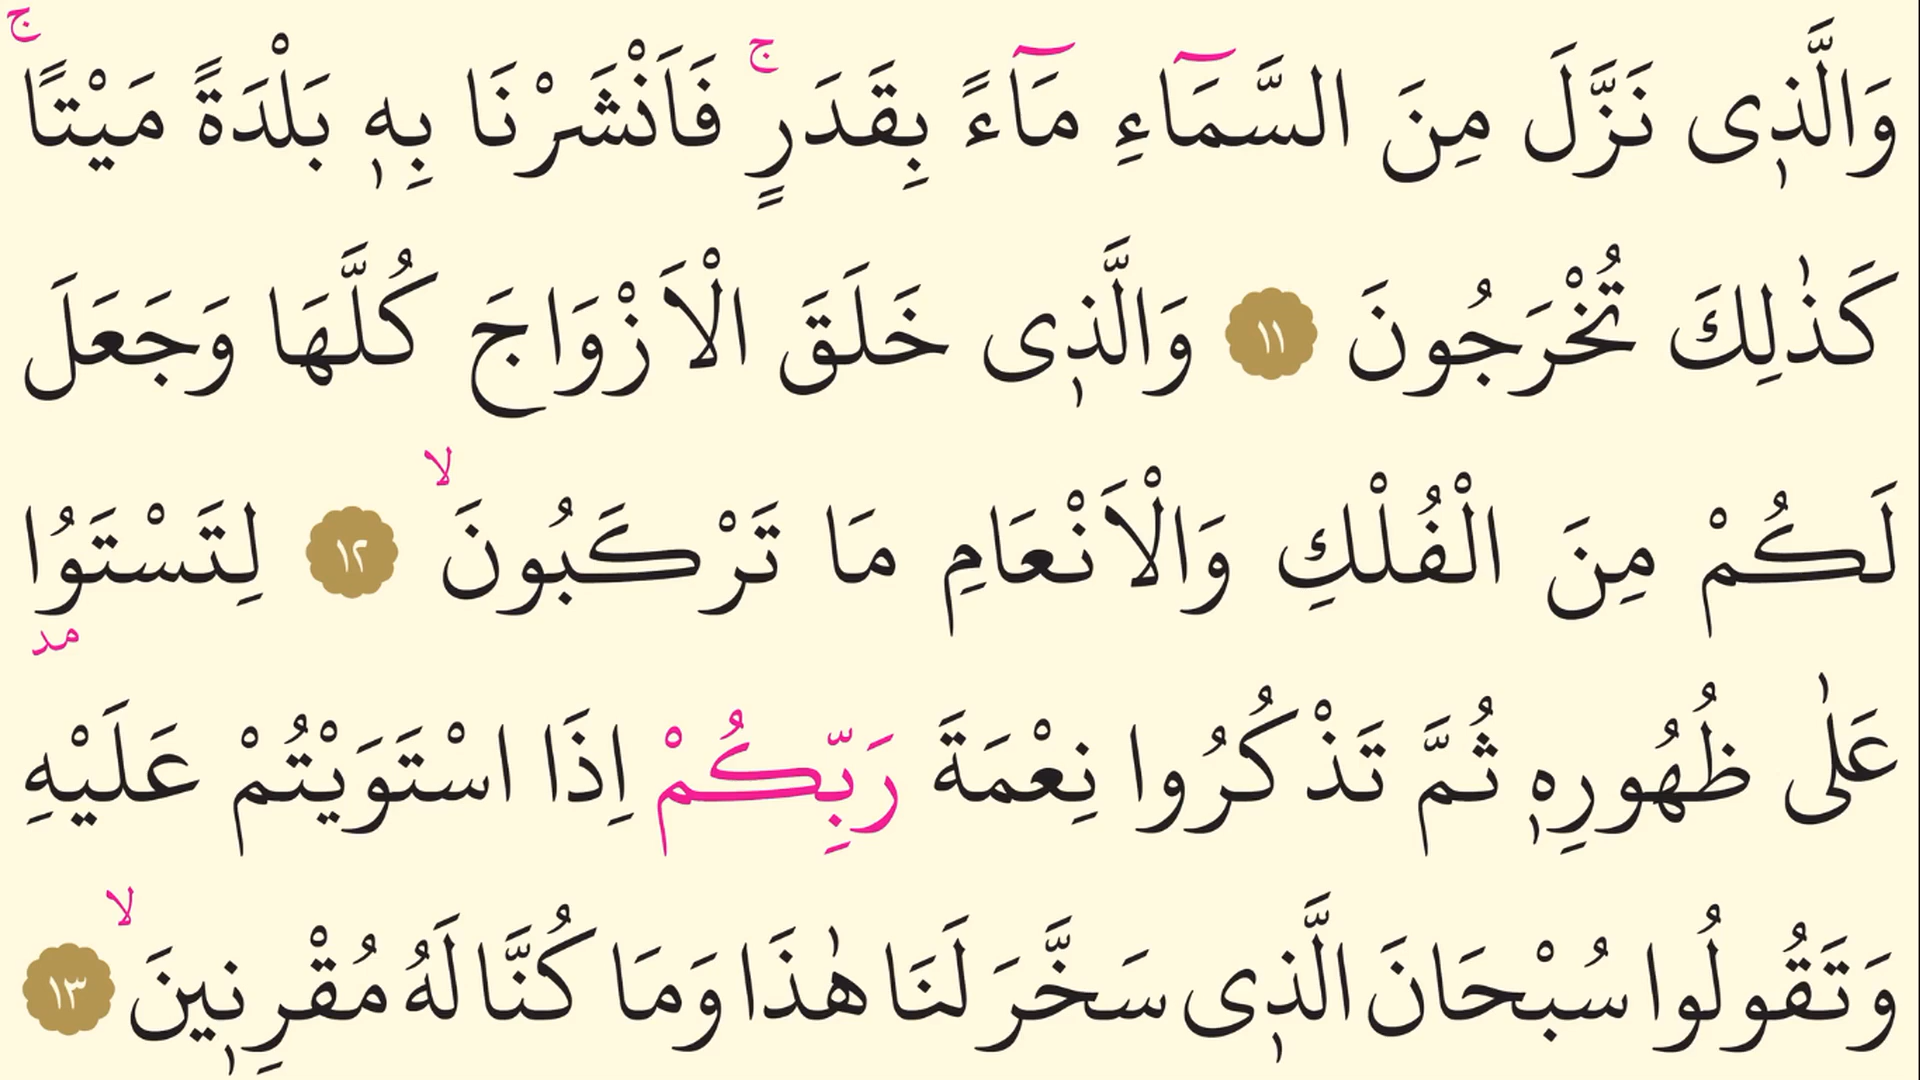 وَالَّذ۪ى نَزَّلَ مِنَ السَّمَٓاءِ مَٓاءً بِقَدَرٍۚ فَاَنْشَرْنَا بِه۪ بَلْدَةً مَيْتًاۚ
كَذٰلِكَ تُخْرَجُونَ ﴿١١﴾ وَالَّذ۪ى خَلَقَ الْاَزْوَاجَ كُلَّهَا وَجَعَلَ
لَكُمْ مِنَ الْفُلْكِ وَالْاَنْعَامِ مَا تَرْكَبُونَۙ ﴿١٢﴾ لِتَسْتَوُ۫ا
عَلٰى ظُهُورِه۪ ثُمَّ تَذْكُرُوا نِعْمَةَ رَبِّكُمْ اِذَا اسْتَوَيْتُمْ عَلَيْهِ
وَتَقُولُوا سُبْحَانَ الَّذ۪ى سَخَّرَ لَنَا هٰذَا وَمَا كُنَّا لَهُ مُقْرِن۪ينَۙ ﴿١٣﴾